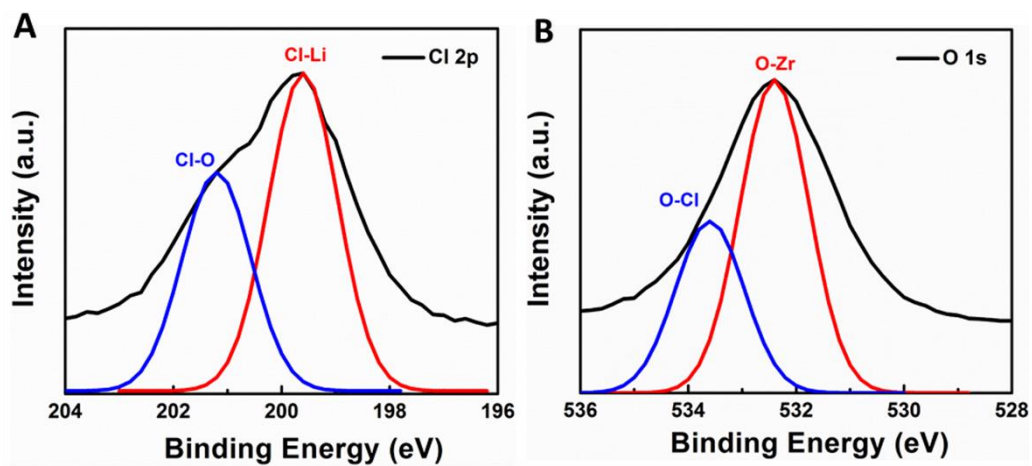 A
Cl 2p
Cl-Li
Cl-O
Intensity (a.u.)
204 202 200 198 196
Binding Energy (eV)
B
O 1s
O-Zr
O-Cl
Intensity (a.u.)
536 534 532 530 528
Binding Energy (eV)